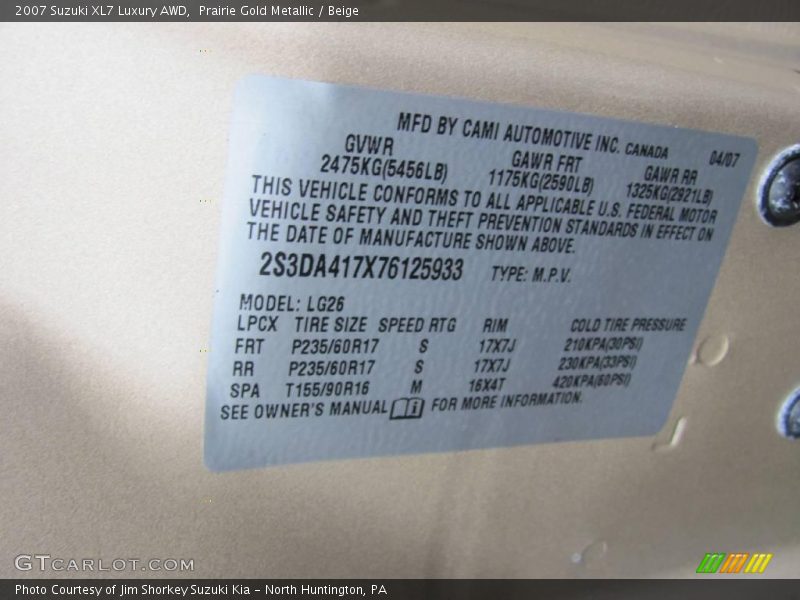 2007 Suzuki XL7 Luxury AWD, Prairie Gold Metallic / Beige
MFD BY CAMI AUTOMOTIVE INC. CANADA 04/07
GVWR GAWR FRT GAWR RR
2475KG(5456LB) 1175KG(2590LB) 1325KG(2921LB)
THIS VEHICLE CONFORMS TO ALL APPLICABLE U.S. FEDERAL MOTOR
VEHICLE SAFETY AND THEFT PREVENTION STANDARDS IN EFFECT ON
THE DATE OF MANUFACTURE SHOWN ABOVE.
2S3DA417X76125933 TYPE: M.P.V.
MODEL: LG26
LPCX TIRE SIZE SPEED RTG RIM COLD TIRE PRESSURE
FRT P235/60R17 S 17X7J 210KPA(30PSI)
RR P235/60R17 S 17X7J 230KPA(33PSI)
SPA T155/90R16 M 16X4T 420KPA(60PSI)
SEE OWNER'S MANUAL i FOR MORE INFORMATION.
GTCARLOT.COM
Photo Courtesy of Jim Shorkey Suzuki Kia - North Huntington, PA